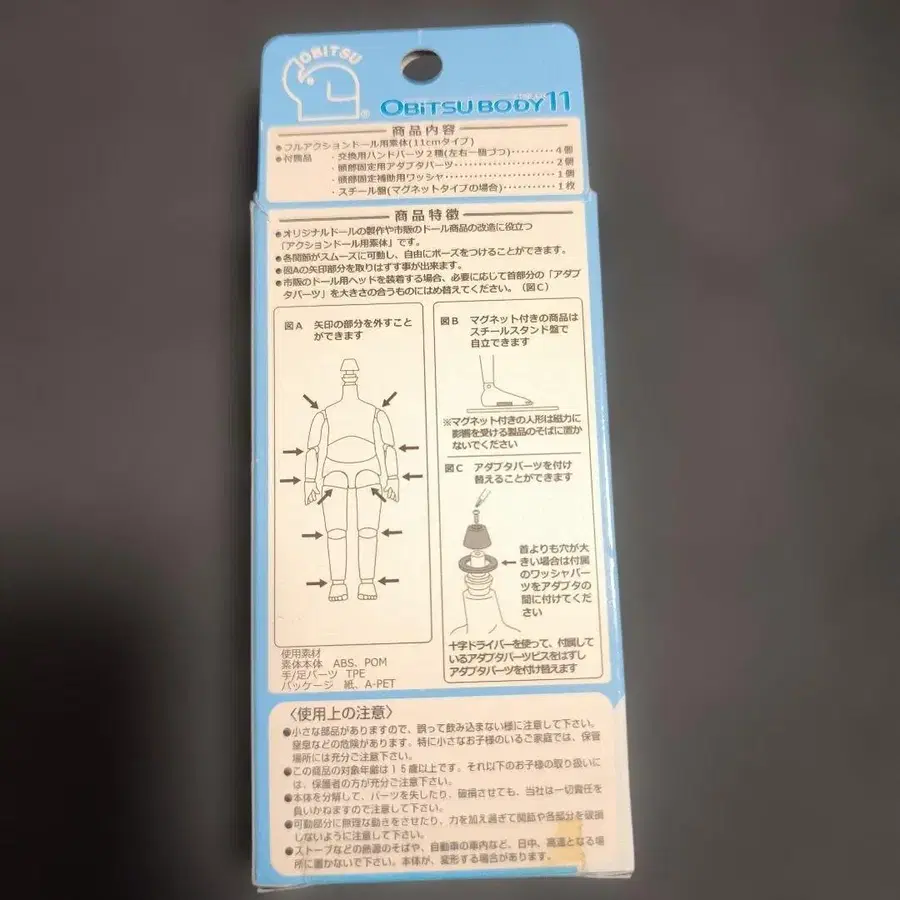 OBITSU
®
OBITSU BODY 11
商品内容
●フルアクションドール用素体(11cmタイプ)
●付属品 ・交換用ハンドパーツ2種(左右一個づつ)・・・・・・・・4個
・頭部固定用アダプタパーツ・・・・・・・・・・・・・・・・2個
・頭部固定補助用ワッシャ・・・・・・・・・・・・・・・・・・1個
・スチール盤(マグネットタイプの場合)・・・・・・・・・・・1枚
商品特徴
●オリジナルドールの製作や市販のドール商品の改造に役立つ
「アクションドール用素体」です。
●各関節がスムーズに可動し、自由にポーズをつけることができます。
●図Aの矢印部分を取りはずす事が出来ます。
●市販のドール用ヘッドを装着する場合、必要に応じて首部分の「アダプ
タパーツ」を大きさの合うものにはめ替えてください。(図C)
図A 矢印の部分を外すこと
ができます
図B マグネット付きの商品は
スチールスタンド盤で
自立できます
※マグネット付きの人形は磁力に
影響を受ける製品のそばに置か
ないでください
図C アダプタパーツを付け
替えることができます
首よりも穴が大
きい場合は付属
のワッシャパー
ツをアダプタの
間に付けてくだ
さい
十字ドライバーを使って、付属して
いるアダプタパーツビスをはずし
アダプタパーツを付け替えます
使用素材
素体本体 ABS、POM
手/足パーツ TPE
パッケージ 紙、A-PET
〈使用上の注意〉
●小さな部品がありますので、誤って飲み込まない様に注意して下さい。
窒息などの危険があります。特に小さなお子様のいるご家庭では、保管
場所には充分ご注意下さい。
●この商品の対象年齢は15歳以上です。それ以下のお子様の取り扱いに
は、保護者の方が充分ご注意下さい。
●本体を分解して、パーツを失したり、破損させても、当社は一切責任を
負いかねますので注意して下さい。
●可動部分に無理な動きをさせたり、力を加え過ぎて関節や各部分を破損
しないように注意して下さい。
●ストーブなどの熱源のそばや、自動車の車内など、日中、高温となる場
所に置かないで下さい。本体が、変形する場合があります。